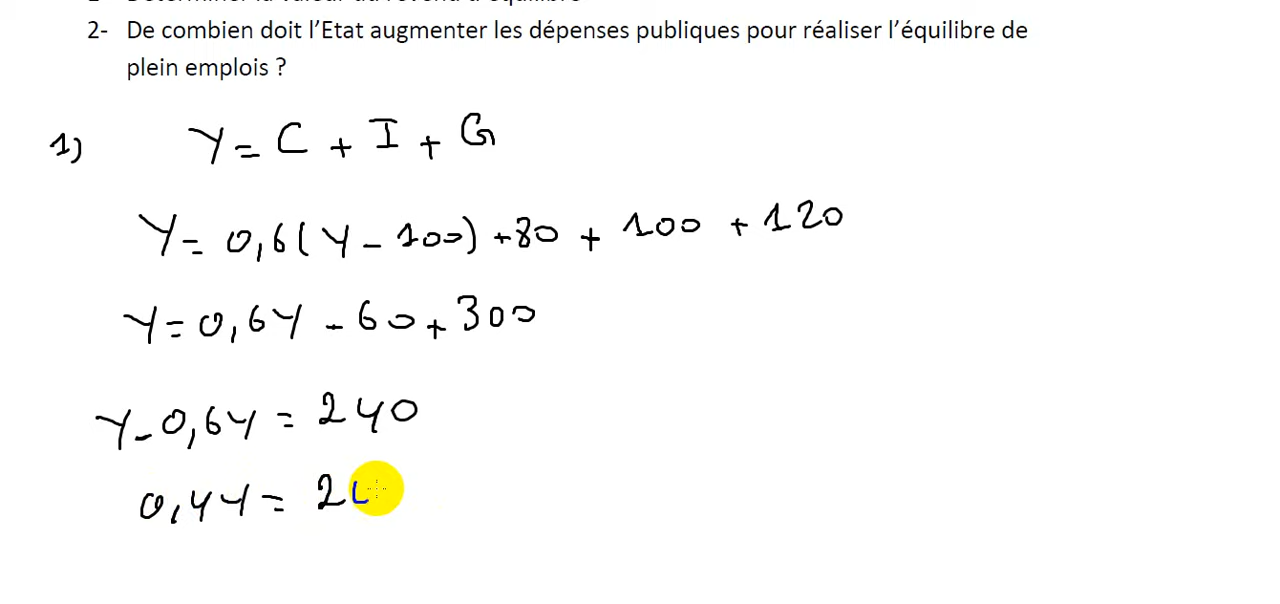 2- De combien doit l’Etat augmenter les dépenses publiques pour réaliser l’équilibre de
plein emplois ?
1) Y = C + I + G
Y = 0,6(Y - 100) + 80 + 100 + 120
Y = 0,6Y - 60 + 300
Y - 0,6Y = 240
0,4Y = 2